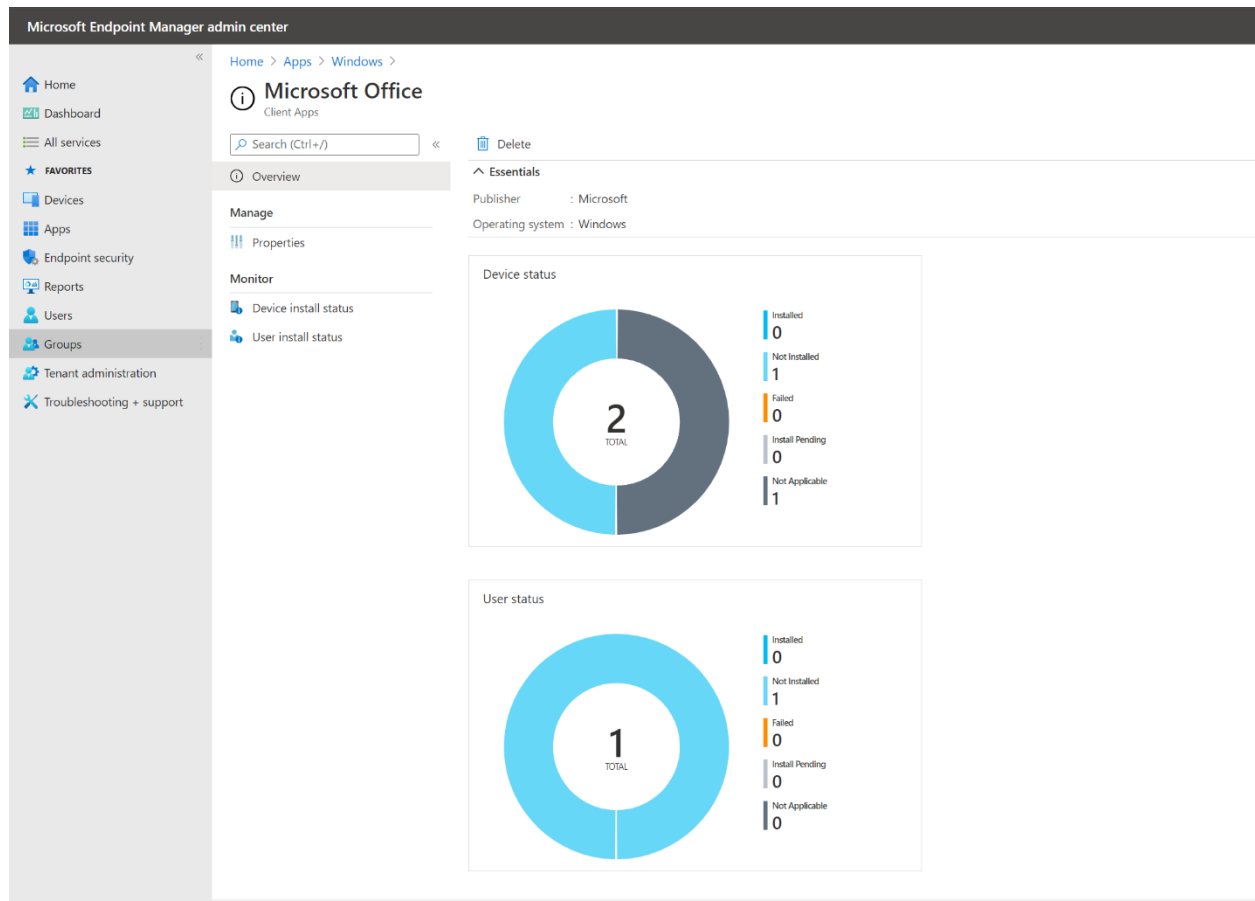 Microsoft Endpoint Manager admin center
«
Home
Dashboard
All services
FAVORITES
Devices
Apps
Endpoint security
Reports
Users
Groups
Tenant administration
Troubleshooting + support
Home > Apps > Windows >
Microsoft Office
Client Apps
Search (Ctrl+/)
«
Overview
Manage
Properties
Monitor
Device install status
User install status
Delete
Essentials
Publisher : Microsoft
Operating system : Windows
Device status
2
TOTAL
Installed
0
Not Installed
1
Failed
0
Install Pending
0
Not Applicable
1
User status
1
TOTAL
Installed
0
Not Installed
1
Failed
0
Install Pending
0
Not Applicable
0